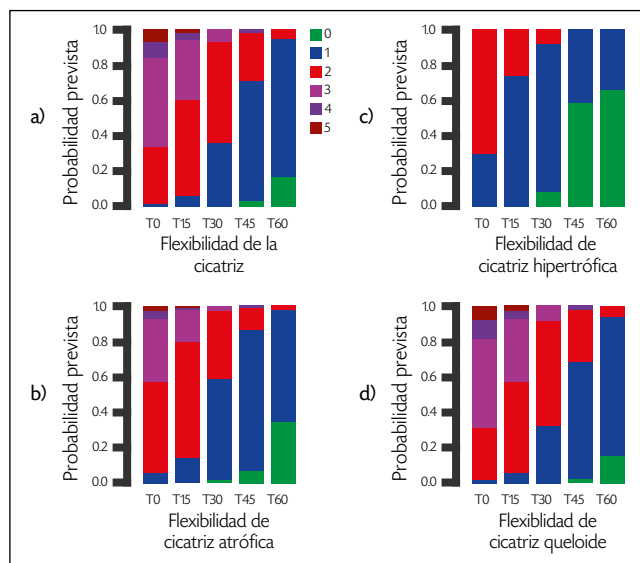 a)
Probabilidad prevista
1.0
0.8
0.6
0.4
0.2
0.0
T0 T15 T30 T45 T60
Flexibilidad de la
cicatriz
0
1
2
3
4
5
c)
Probabilidad prevista
1.0
0.8
0.6
0.4
0.2
0.0
T0 T15 T30 T45 T60
Flexibilidad de
cicatriz hipertrófica
b)
Probabilidad prevista
1.0
0.8
0.6
0.4
0.2
0.0
T0 T15 T30 T45 T60
Flexibilidad de
cicatriz atrófica
d)
Probabilidad prevista
1.0
0.8
0.6
0.4
0.2
0.0
T0 T15 T30 T45 T60
Flexiblidad de
cicatriz queloide